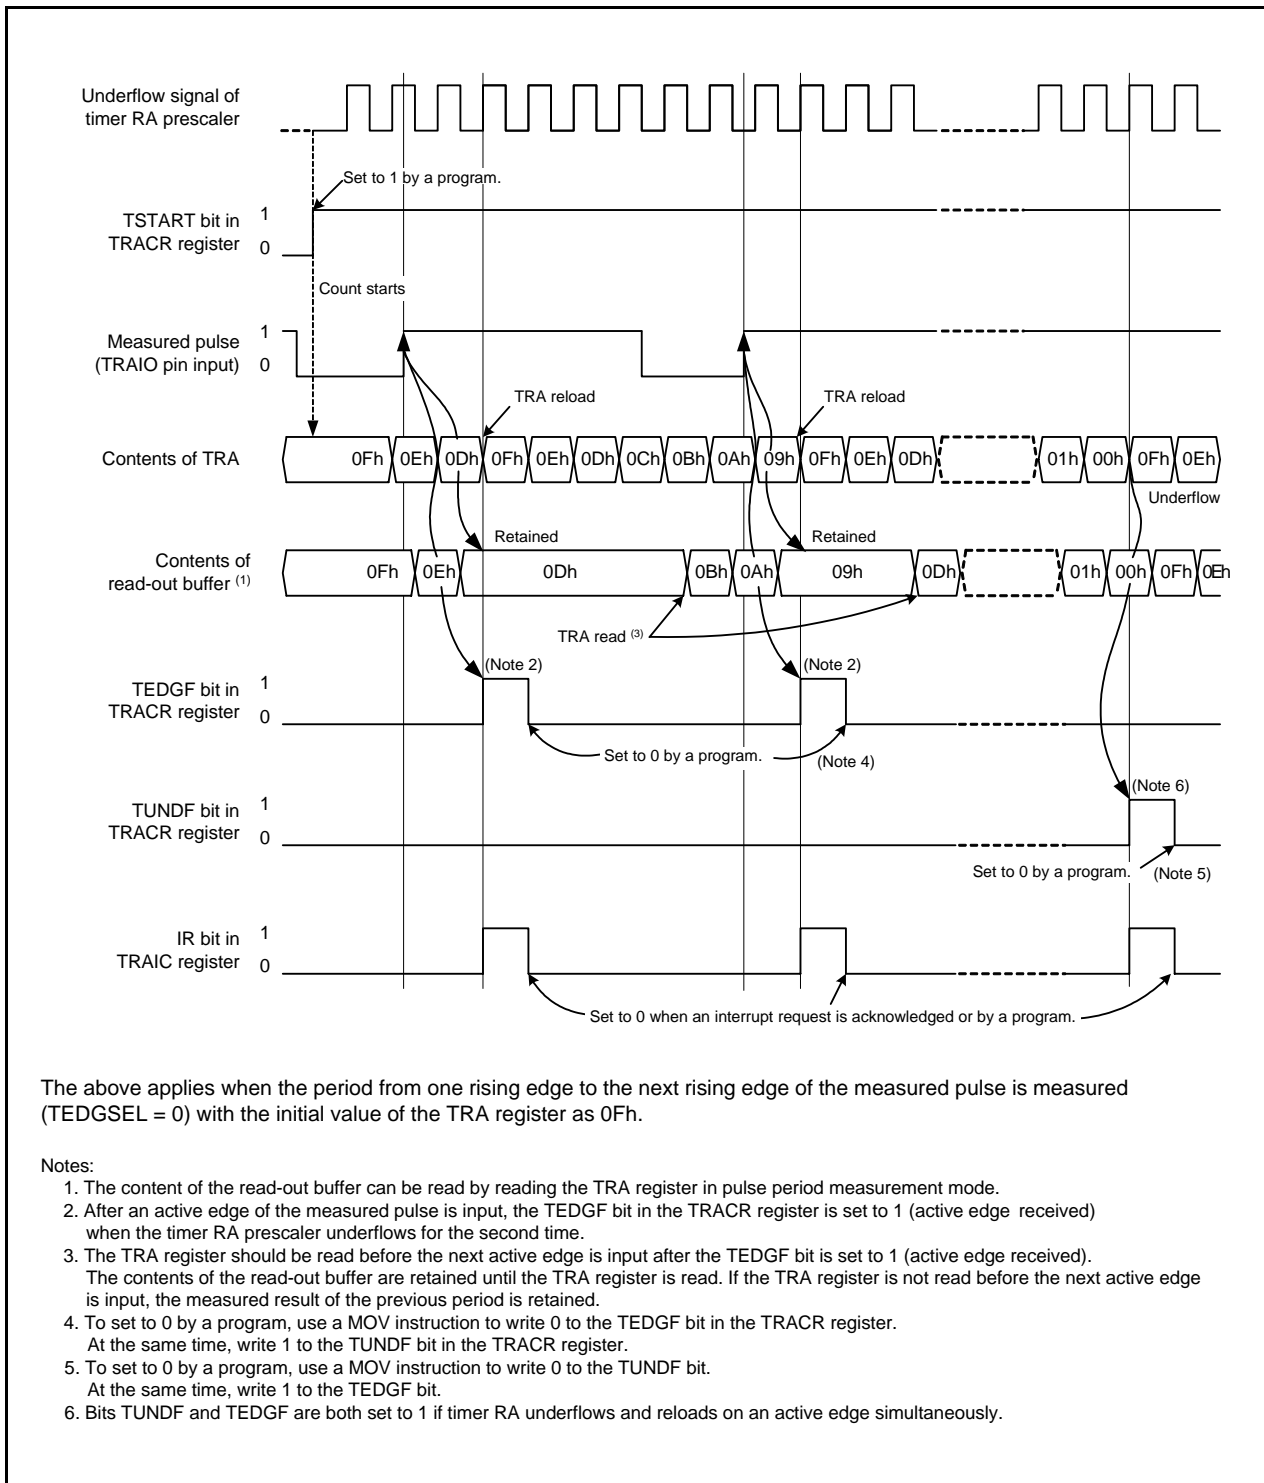 Underflow signal of
timer RA prescaler
Set to 1 by a program.
TSTART bit in
TRACR register
1
0
Count starts
Measured pulse
(TRAIO pin input)
1
0
TRA reload
TRA reload
Contents of TRA
0Fh 0Eh 0Dh 0Fh 0Eh 0Dh 0Ch 0Bh 0Ah 09h 0Fh 0Eh 0Dh 01h 00h 0Fh 0Eh
Underflow
Retained
Retained
Contents of
read-out buffer (1)
0Fh 0Eh 0Dh 0Bh 0Ah 09h 0Dh 01h 00h 0Fh 0Eh
TRA read (3)
(Note 2)
(Note 2)
TEDGF bit in
TRACR register
1
0
Set to 0 by a program.
(Note 4)
(Note 6)
TUNDF bit in
TRACR register
1
0
Set to 0 by a program.
(Note 5)
IR bit in
TRAIC register
1
0
Set to 0 when an interrupt request is acknowledged or by a program.
The above applies when the period from one rising edge to the next rising edge of the measured pulse is measured
(TEDGSEL = 0) with the initial value of the TRA register as 0Fh.
Notes:
1. The content of the read-out buffer can be read by reading the TRA register in pulse period measurement mode.
2. After an active edge of the measured pulse is input, the TEDGF bit in the TRACR register is set to 1 (active edge received)
when the timer RA prescaler underflows for the second time.
3. The TRA register should be read before the next active edge is input after the TEDGF bit is set to 1 (active edge received).
The contents of the read-out buffer are retained until the TRA register is read. If the TRA register is not read before the next active edge
is input, the measured result of the previous period is retained.
4. To set to 0 by a program, use a MOV instruction to write 0 to the TEDGF bit in the TRACR register.
At the same time, write 1 to the TUNDF bit in the TRACR register.
5. To set to 0 by a program, use a MOV instruction to write 0 to the TUNDF bit.
At the same time, write 1 to the TEDGF bit.
6. Bits TUNDF and TEDGF are both set to 1 if timer RA underflows and reloads on an active edge simultaneously.